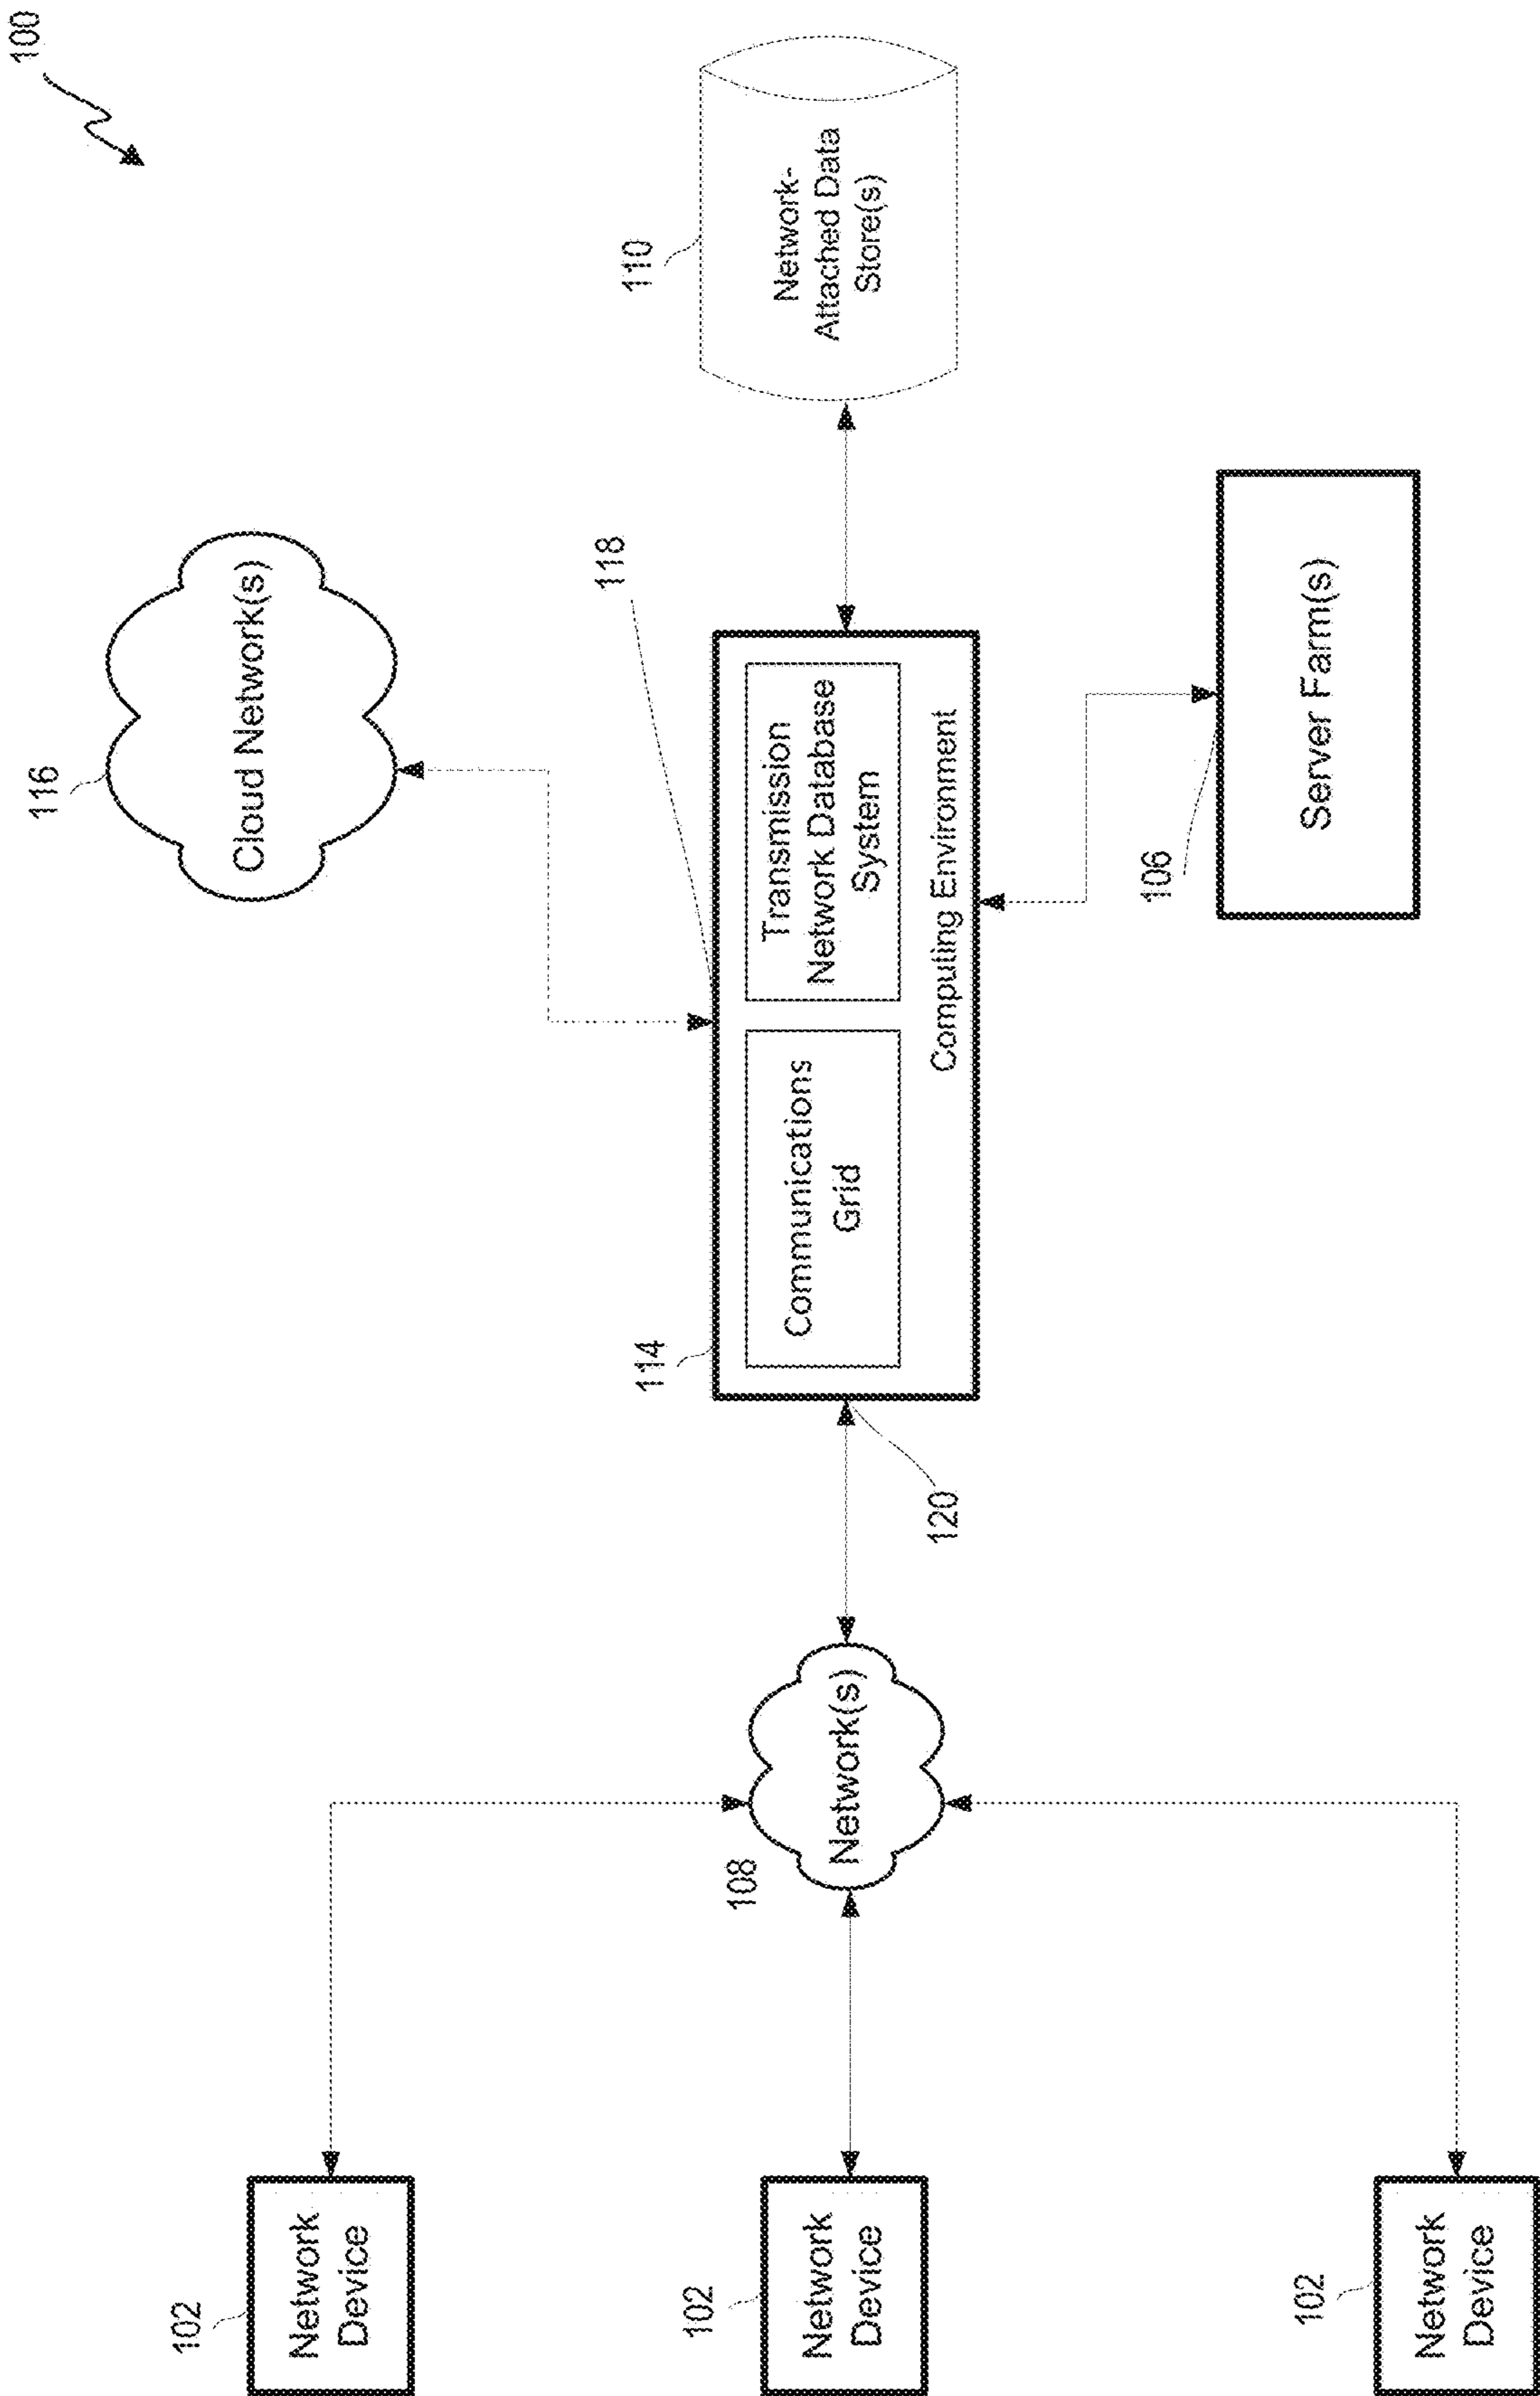 100
116
Cloud Network(s)
118
110
Network-
Attached Data
Store(s)
114
Communications
Grid
Transmission
Network Database
System
Computing Environment
120
106
Server Farm(s)
108
Network(s)
102
Network
Device
102
Network
Device
102
Network
Device